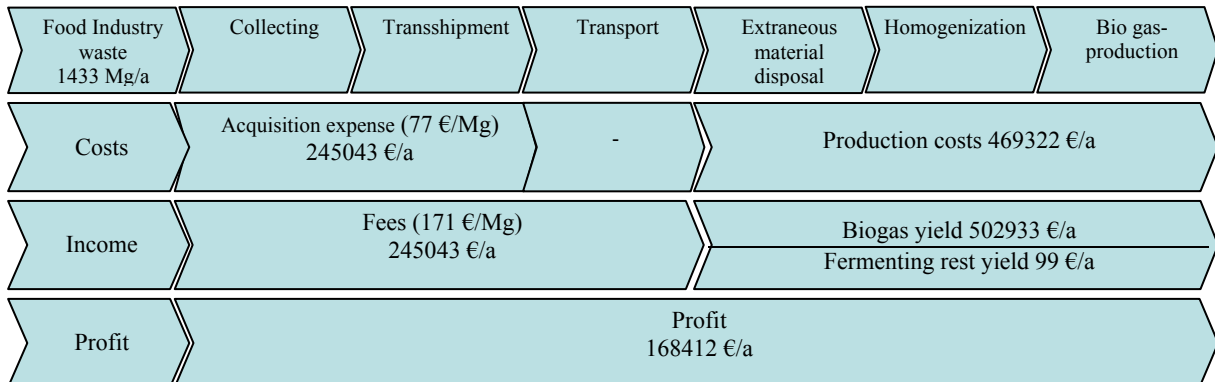 Food Industry
waste
1433 Mg/a
Collecting
Transshipment
Transport
Extraneous
material
disposal
Homogenization
Bio gas-
production
Costs
Acquisition expense (77 €/Mg)
245043 €/a
-
Production costs 469322 €/a
Income
Fees (171 €/Mg)
245043 €/a
Biogas yield 502933 €/a
Fermenting rest yield 99 €/a
Profit
Profit
168412 €/a